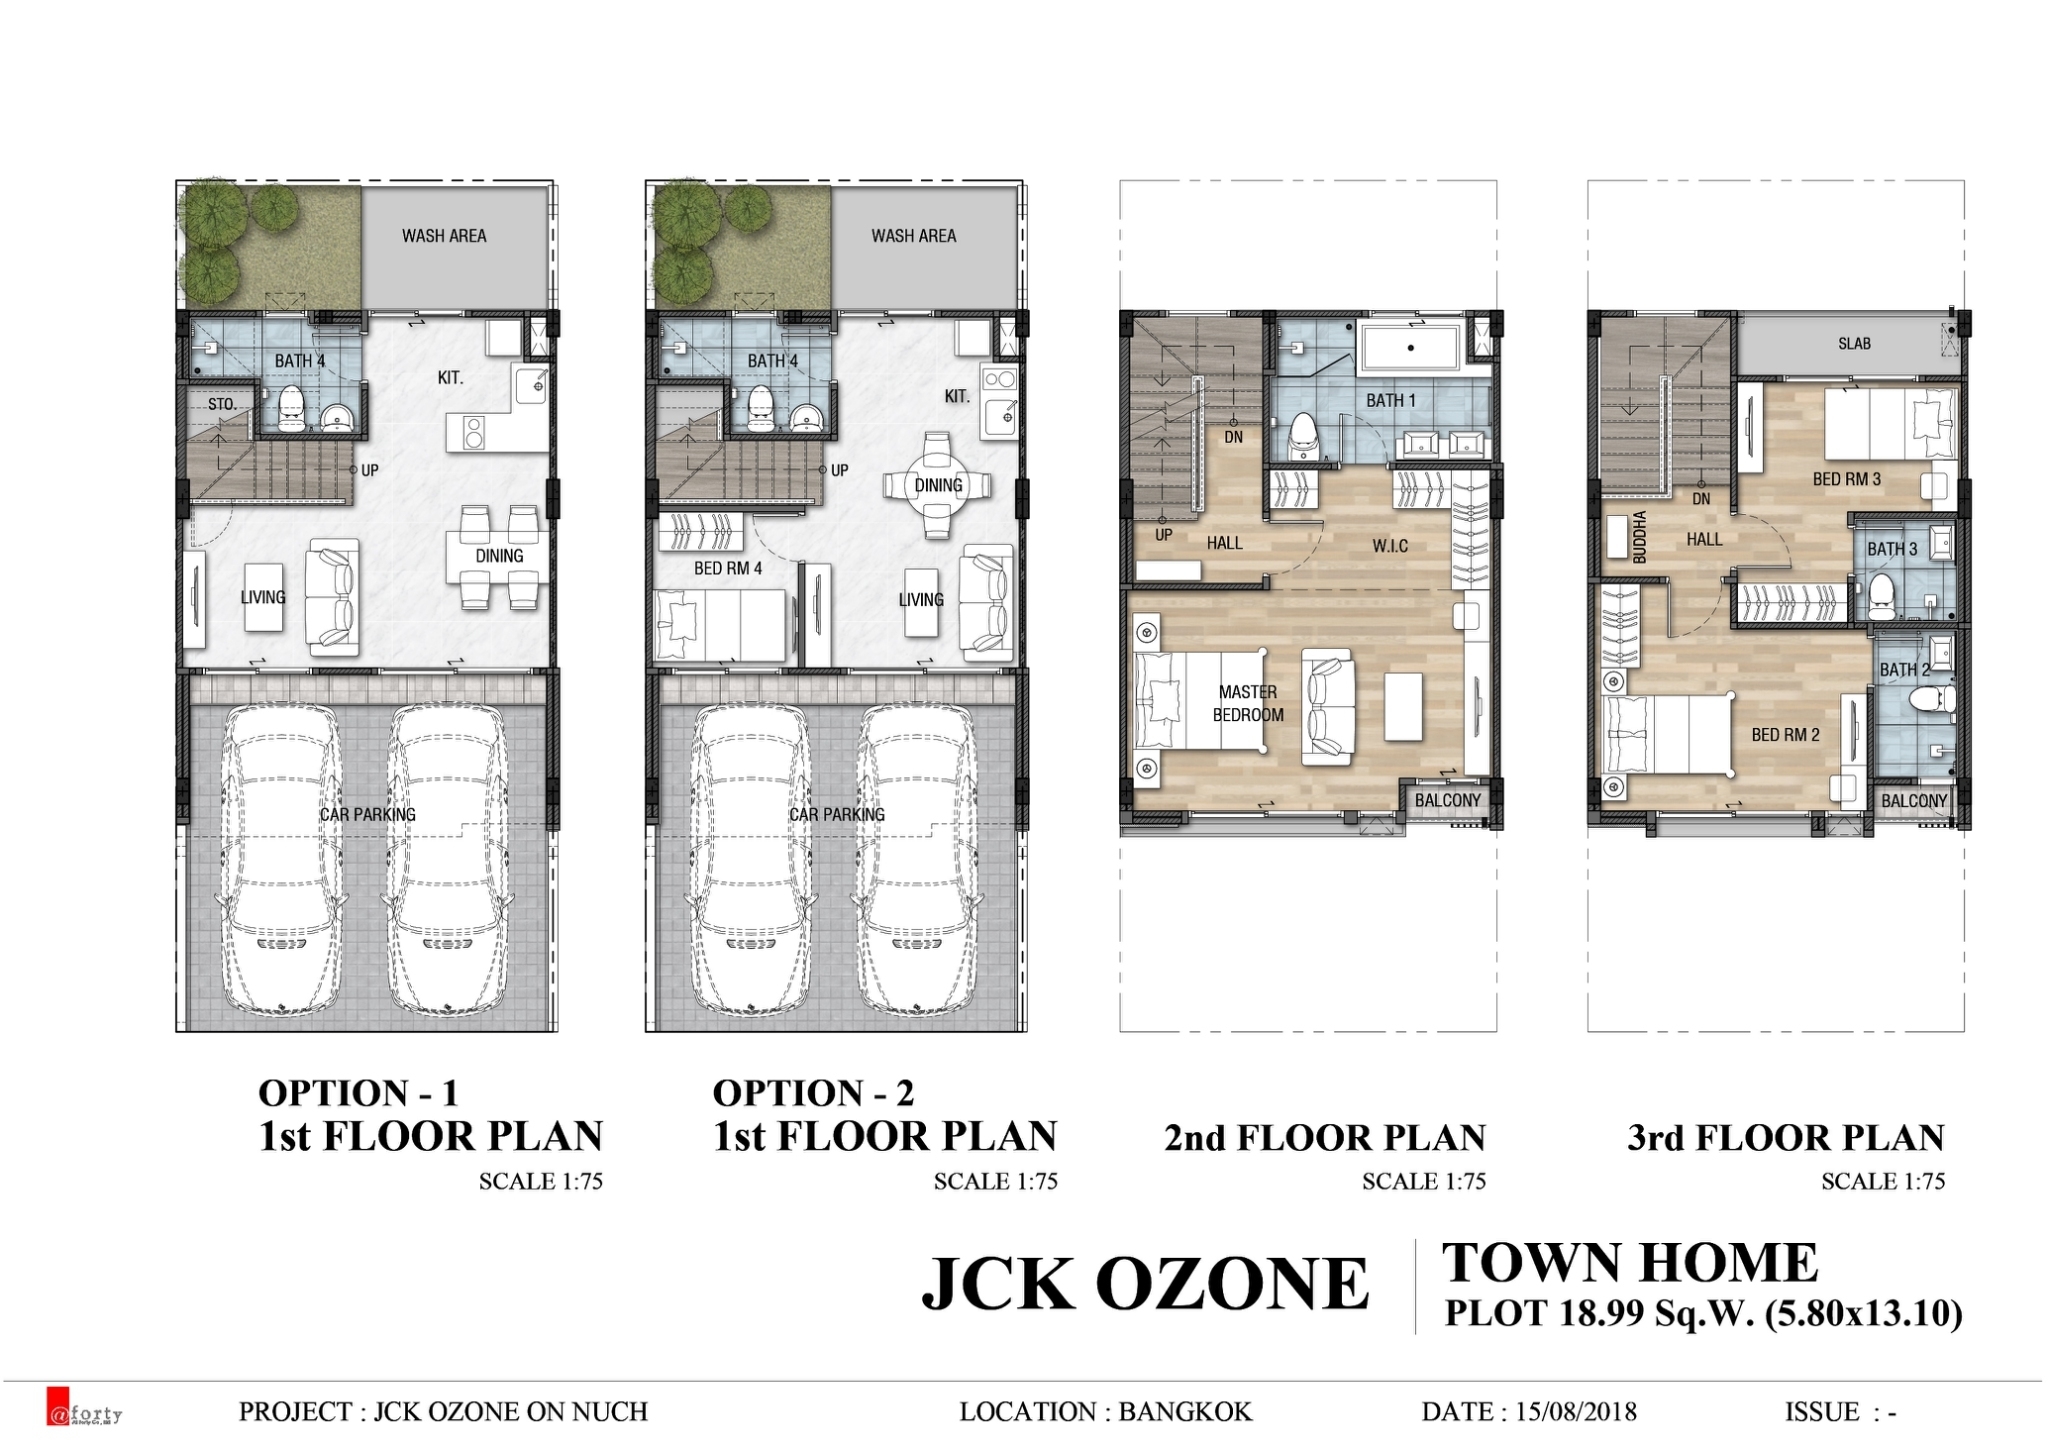 WASH AREA
BATH 4
KIT.
STO.
UP
DINING
LIVING
CAR PARKING
OPTION - 1
1st FLOOR PLAN
SCALE 1:75
WASH AREA
BATH 4
KIT.
UP
DINING
BED RM 4
LIVING
CAR PARKING
OPTION - 2
1st FLOOR PLAN
SCALE 1:75
BATH 1
DN
UP
HALL
W.I.C
MASTER
BEDROOM
BALCONY
2nd FLOOR PLAN
SCALE 1:75
SLAB
BED RM 3
DN
BUDDHA
HALL
BATH 3
BATH 2
BED RM 2
BALCONY
3rd FLOOR PLAN
SCALE 1:75
JCK OZONE
TOWN HOME
PLOT 18.99 Sq.W. (5.80x13.10)
@forty
PROJECT : JCK OZONE ON NUCH
LOCATION : BANGKOK
DATE : 15/08/2018
ISSUE : -